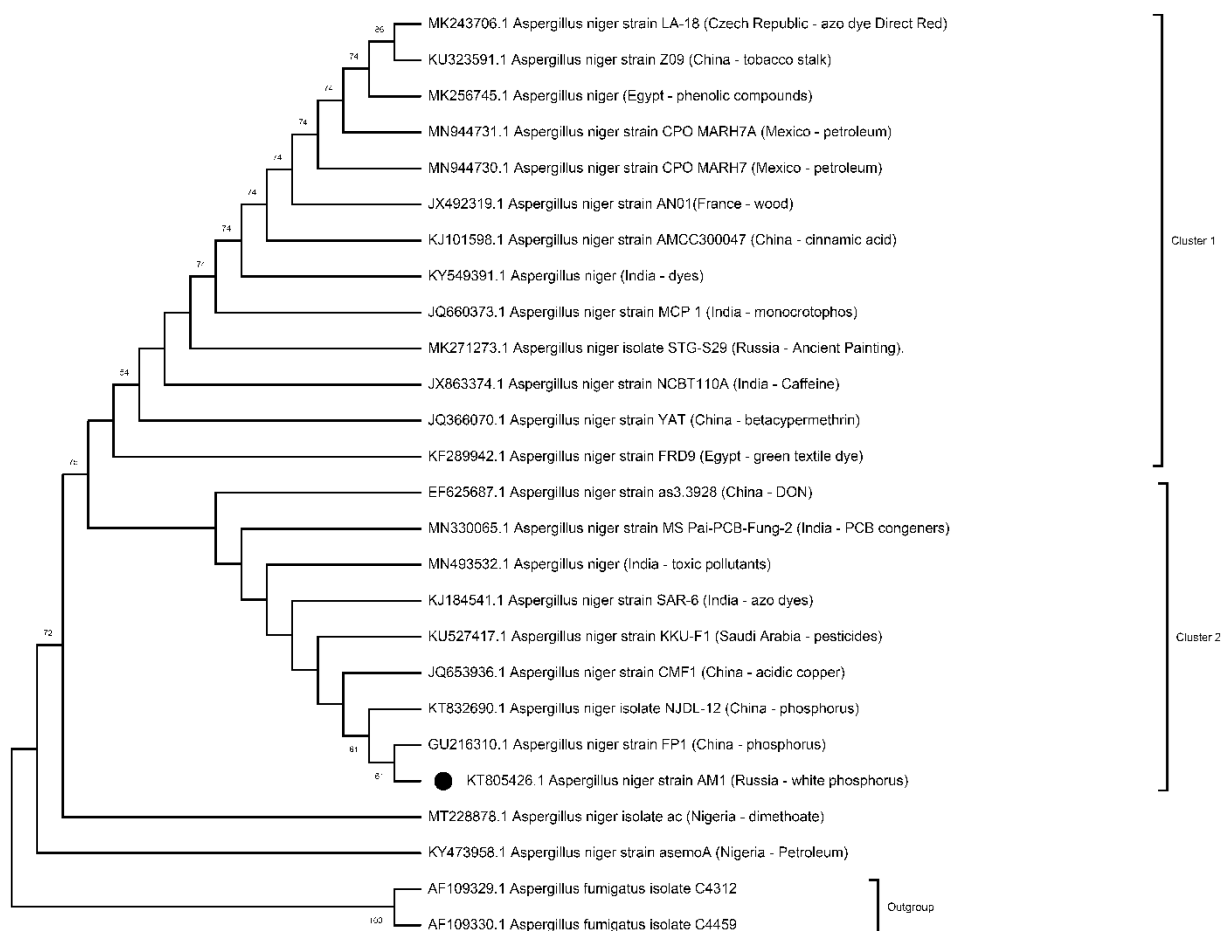 86
MK243706.1 Aspergillus niger strain LA-18 (Czech Republic - azo dye Direct Red)
74
KU323591.1 Aspergillus niger strain Z09 (China - tobacco stalk)
74
MK256745.1 Aspergillus niger (Egypt - phenolic compounds)
74
MN944731.1 Aspergillus niger strain CPO MARH7A (Mexico - petroleum)
74
MN944730.1 Aspergillus niger strain CPO MARH7 (Mexico - petroleum)
74
JX492319.1 Aspergillus niger strain AN01(France - wood)
74
KJ101598.1 Aspergillus niger strain AMCC300047 (China - cinnamic acid)
Cluster 1
74
KY549391.1 Aspergillus niger (India - dyes)
JQ660373.1 Aspergillus niger strain MCP 1 (India - monocrotophos)
MK271273.1 Aspergillus niger isolate STG-S29 (Russia - Ancient Painting).
54
JX863374.1 Aspergillus niger strain NCBT110A (India - Caffeine)
JQ366070.1 Aspergillus niger strain YAT (China - betacypermethrin)
75
KF289942.1 Aspergillus niger strain FRD9 (Egypt - green textile dye)
EF625687.1 Aspergillus niger strain as3.3928 (China - DON)
MN330065.1 Aspergillus niger strain MS Pai-PCB-Fung-2 (India - PCB congeners)
MN493532.1 Aspergillus niger (India - toxic pollutants)
KJ184541.1 Aspergillus niger strain SAR-6 (India - azo dyes)
72
KU527417.1 Aspergillus niger strain KKU-F1 (Saudi Arabia - pesticides)
Cluster 2
JQ653936.1 Aspergillus niger strain CMF1 (China - acidic copper)
KT832690.1 Aspergillus niger isolate NJDL-12 (China - phosphorus)
61
GU216310.1 Aspergillus niger strain FP1 (China - phosphorus)
61
KT805426.1 Aspergillus niger strain AM1 (Russia - white phosphorus)
MT228878.1 Aspergillus niger isolate ac (Nigeria - dimethoate)
KY473958.1 Aspergillus niger strain asemoA (Nigeria - Petroleum)
AF109329.1 Aspergillus fumigatus isolate C4312
Outgroup
100
AF109330.1 Aspergillus fumigatus isolate C4459